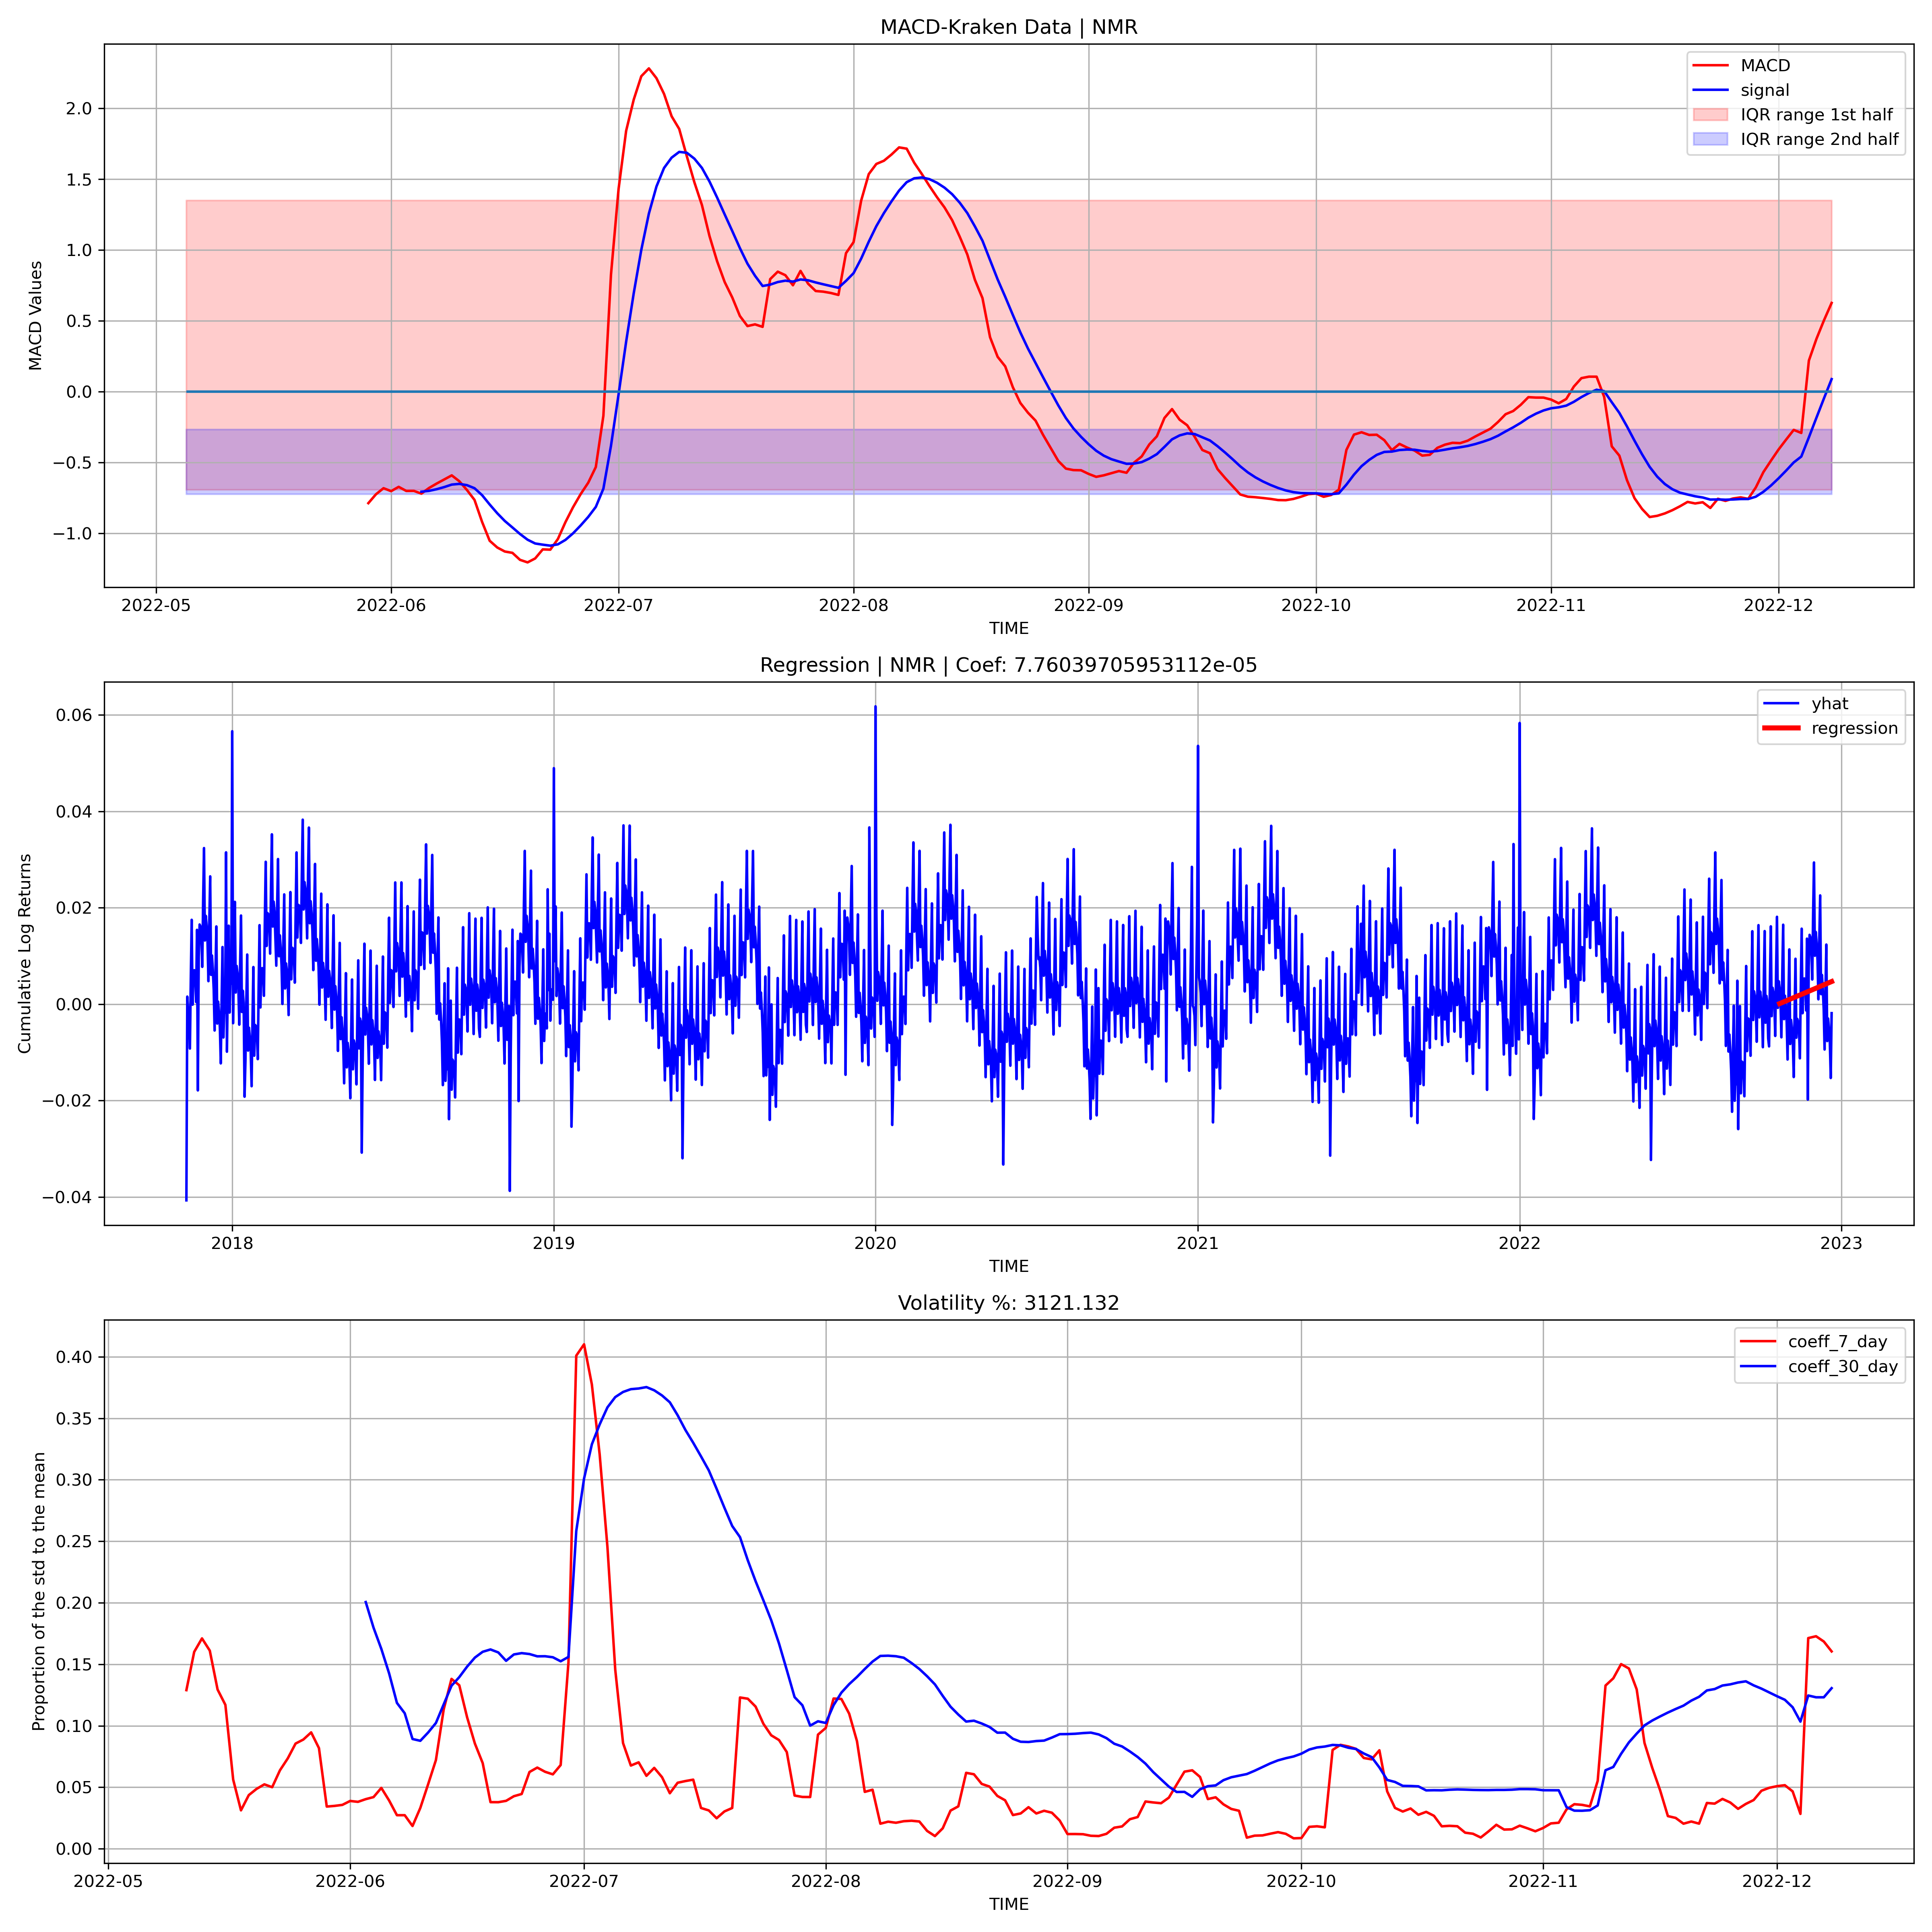 MACD-Kraken Data | NMR
MACD
signal
IQR range 1st half
IQR range 2nd half
MACD Values
2.0
1.5
1.0
0.5
0.0
−0.5
−1.0
2022-05 2022-06 2022-07 2022-08 2022-09 2022-10 2022-11 2022-12
TIME
Regression | NMR | Coef: 7.76039705953112e-05
yhat
regression
Cumulative Log Returns
0.06
0.04
0.02
0.00
−0.02
−0.04
2018 2019 2020 2021 2022 2023
TIME
Volatility %: 3121.132
coeff_7_day
coeff_30_day
Proportion of the std to the mean
0.40
0.35
0.30
0.25
0.20
0.15
0.10
0.05
0.00
2022-05 2022-06 2022-07 2022-08 2022-09 2022-10 2022-11 2022-12
TIME